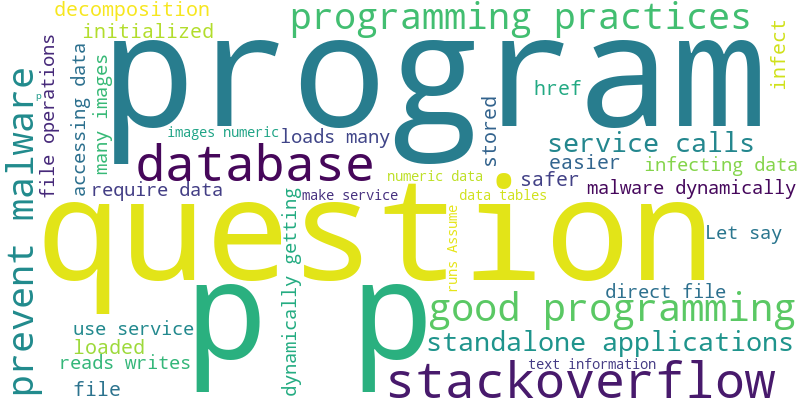 decomposition
programming practices
initialized
infect
program
file operations
accessing data
many images
p
href
stored
prevent malware
images numeric
loads many
service calls
database
easier
infecting data
numeric data
safer
require data
make service
data tables
malware dynamically
question
dynamically getting
runs Assume
Let say
p p
direct file
good programming
use service
standalone applications
loaded
reads writes
text information
file
stackoverflow